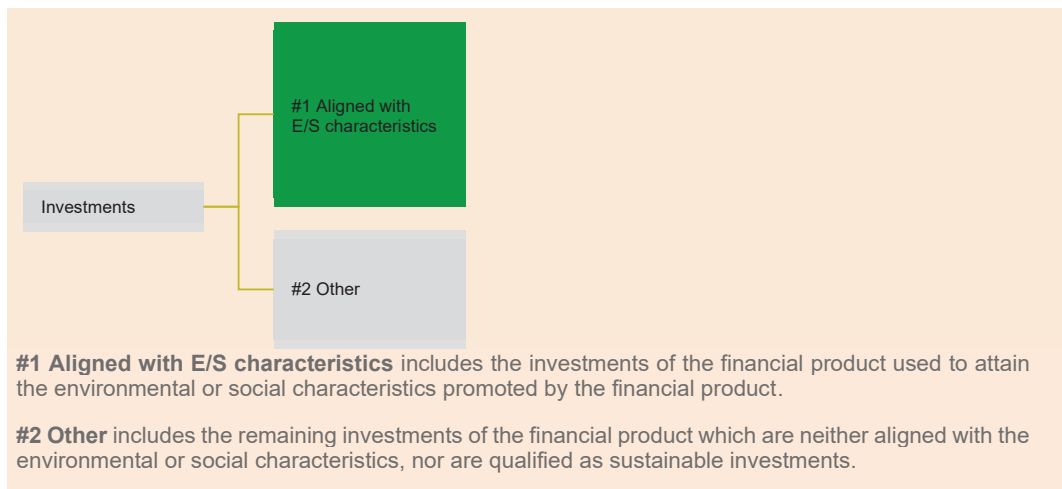 #1 Aligned with
E/S characteristics
Investments
#2 Other
#1 Aligned with E/S characteristics includes the investments of the financial product used to attain
the environmental or social characteristics promoted by the financial product.
#2 Other includes the remaining investments of the financial product which are neither aligned with the
environmental or social characteristics, nor are qualified as sustainable investments.